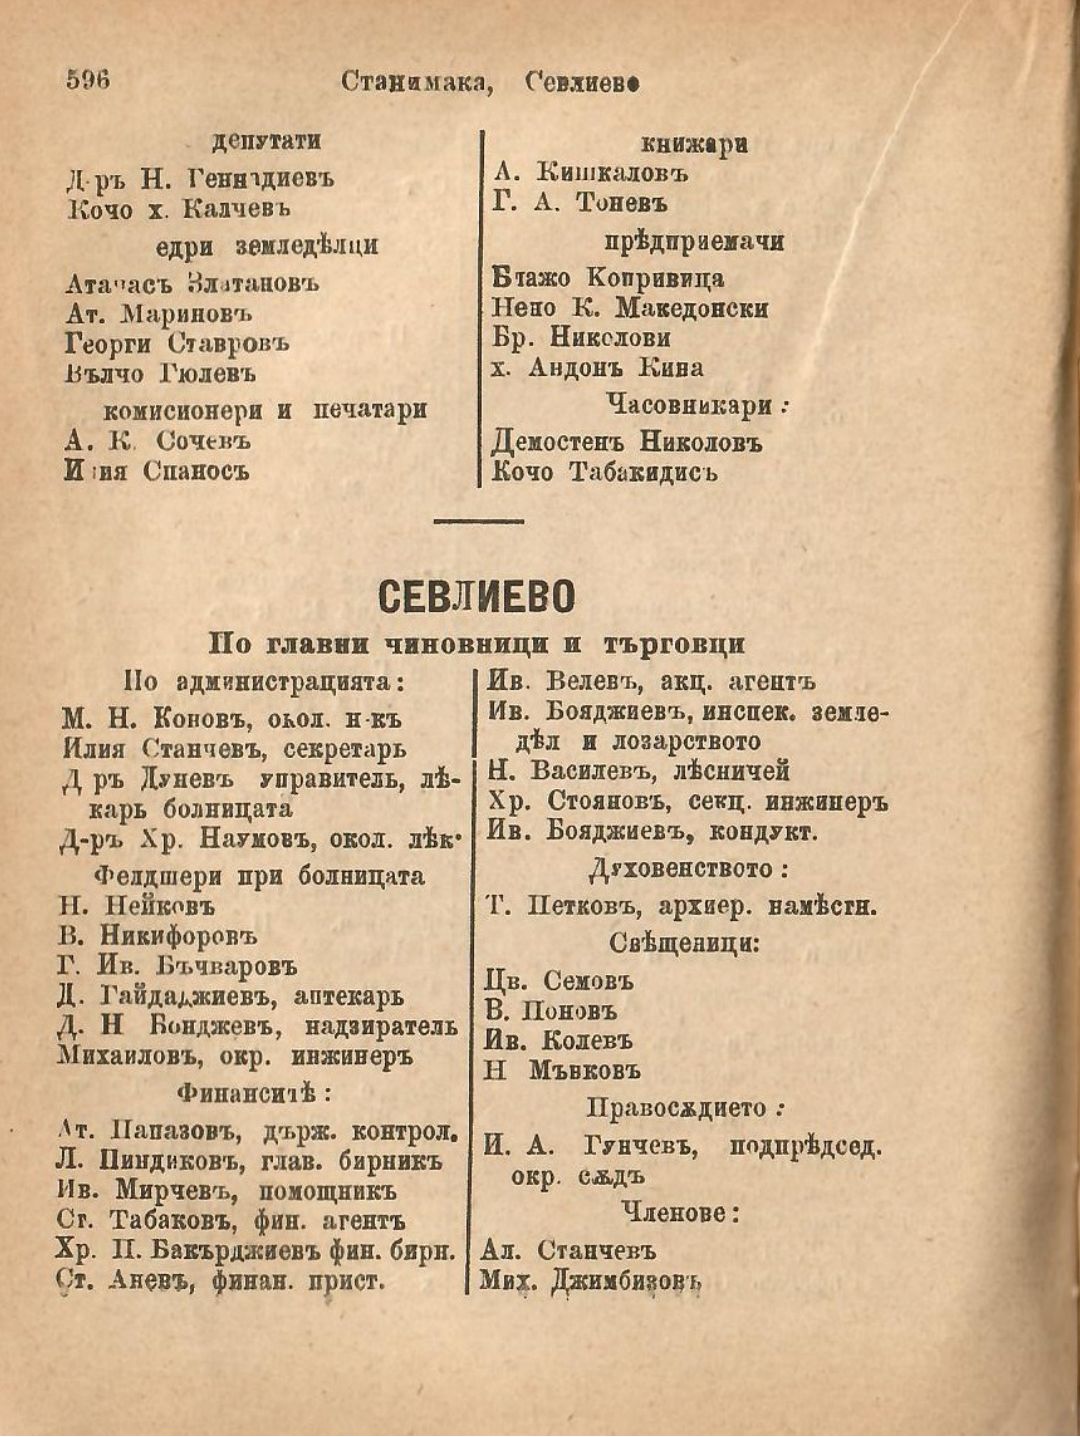 596
Станимака, Севлиево
депутати
Д-ръ Н. Геннадиевъ
Кочо х. Калчевъ
едри земледѣлци
Атанасъ Златановъ
Ат. Мариновъ
Георги Ставровъ
Вълчо Гюлевъ
комисионери и печатари
А. К. Сочевъ
Илия Спаносъ
книжари
А. Кишкаловъ
Г. А. Тоневъ
прѣдприемачи
Блажо Копривица
Нено К. Македонски
Бр. Николови
х. Андонъ Кина
Часовникари :
Демостенъ Николовъ
Кочо Табакидисъ
СЕВЛИЕВО
По главни чиновници и търговци
По администрацията:
М. Н. Коновъ, окол. н-къ
Илия Станчевъ, секретарь
Д ръ Дуневъ управитель, лѣ-
карь болницата
Д-ръ Хр. Наумовъ, окол. лѣк.
Фелдшери при болницата
Н. Нейковъ
В. Никифоровъ
Г. Ив. Бъчваровъ
Д. Гайдаджиевъ, аптекарь
Д. Н Бонджевъ, надзиратель
Михаиловъ, окр. инжинеръ
Финанситѣ :
Ат. Папазовъ, държ. контрол.
Л. Пиндиковъ, глав. бирникъ
Ив. Мирчевъ, помощникъ
Ст. Табаковъ, фин. агентъ
Хр. П. Бакърджиевъ фин. бирн.
Ст. Аневъ, финан. прист.
Ив. Велевъ, акц. агентъ
Ив. Бояджиевъ, инспек. земле-
дѣл и лозарството
Н. Василевъ, лѣсничей
Хр. Стояновъ, секц. инжинеръ
Ив. Бояджиевъ, кондукт.
Духовенството :
Т. Петковъ, архиер. намѣстн.
Свѣщеници:
Цв. Семовъ
В. Поповъ
Ив. Колевъ
Н Мънковъ
Правосѫдието :
И. А. Гунчевъ, подпрѣдсед.
окр. сѫдъ
Членове :
Ал. Станчевъ
Мих. Джимбизовъ